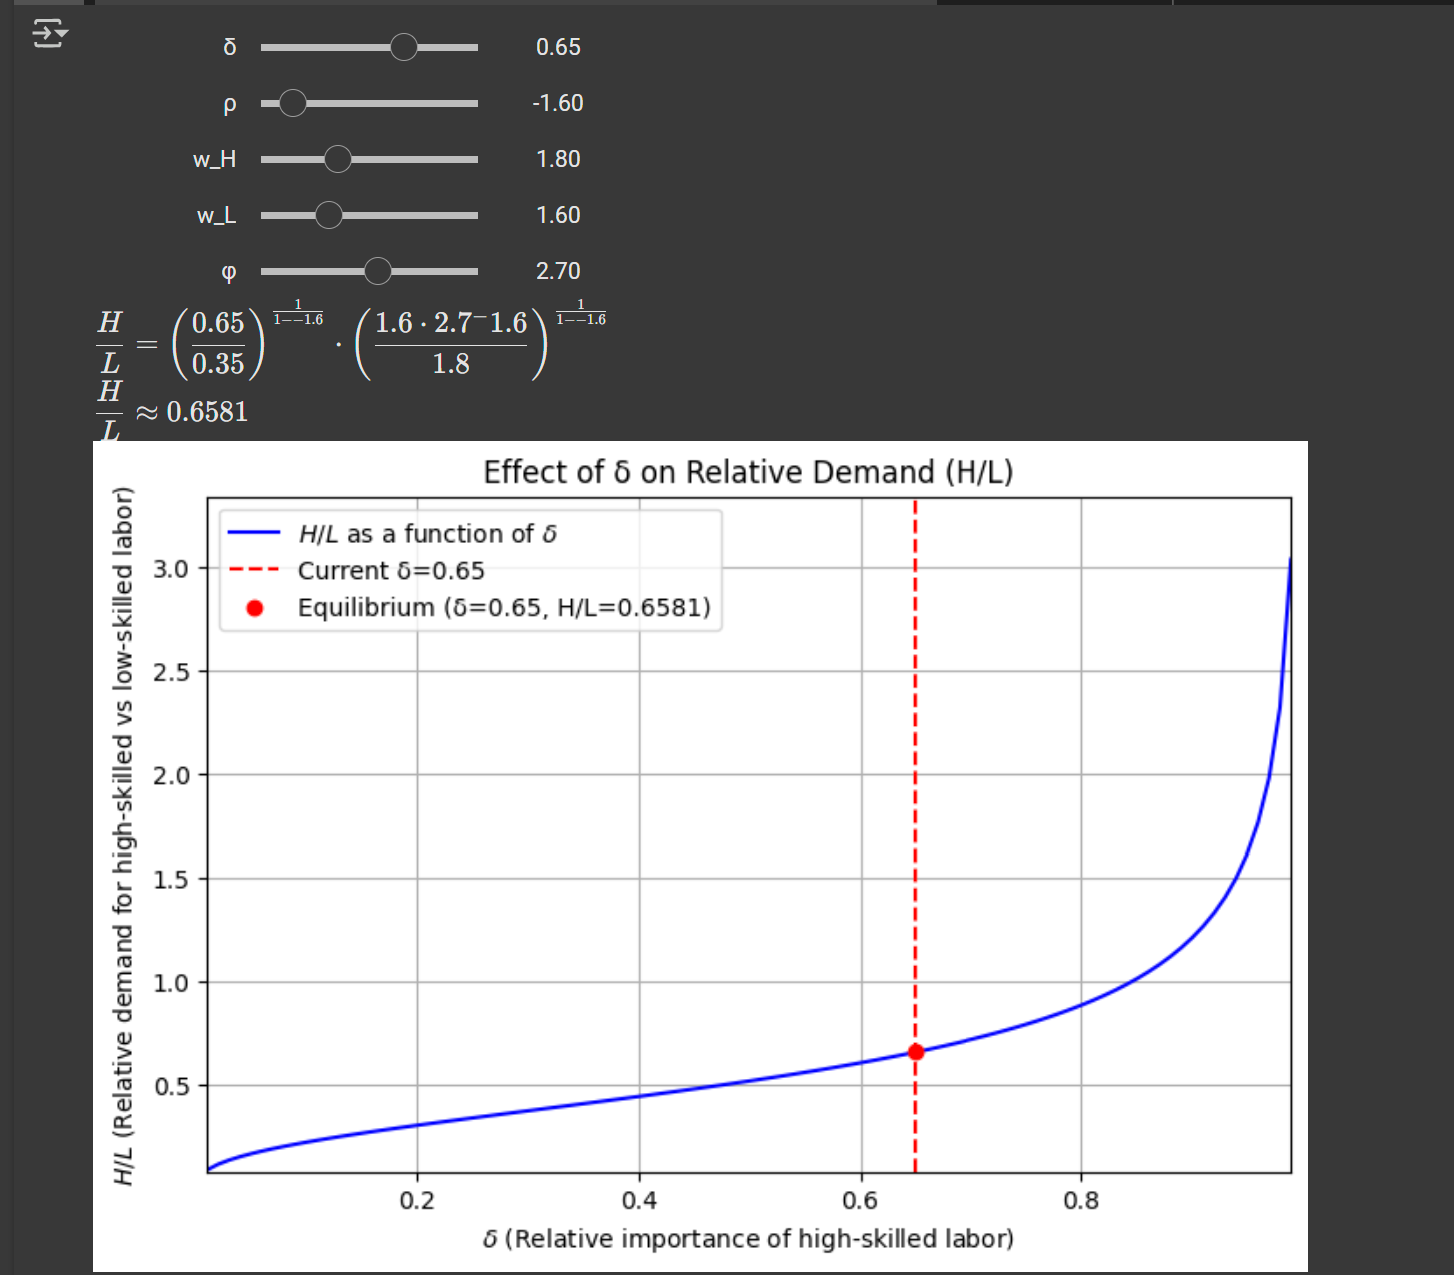 δ 0.65
ρ -1.60
w_H 1.80
w_L 1.60
φ 2.70
\frac{H}{L} = \left(\frac{0.65}{0.35}\right)^{\frac{1}{1--1.6}} \cdot \left(\frac{1.6 \cdot 2.7^-1.6}{1.8}\right)^{\frac{1}{1--1.6}}
\frac{H}{L} \approx 0.6581
Effect of δ on Relative Demand (H/L)
H/L as a function of δ
Current δ=0.65
Equilibrium (δ=0.65, H/L=0.6581)
H/L (Relative demand for high-skilled vs low-skilled labor)
3.0
2.5
2.0
1.5
1.0
0.5
0.2 0.4 0.6 0.8
δ (Relative importance of high-skilled labor)